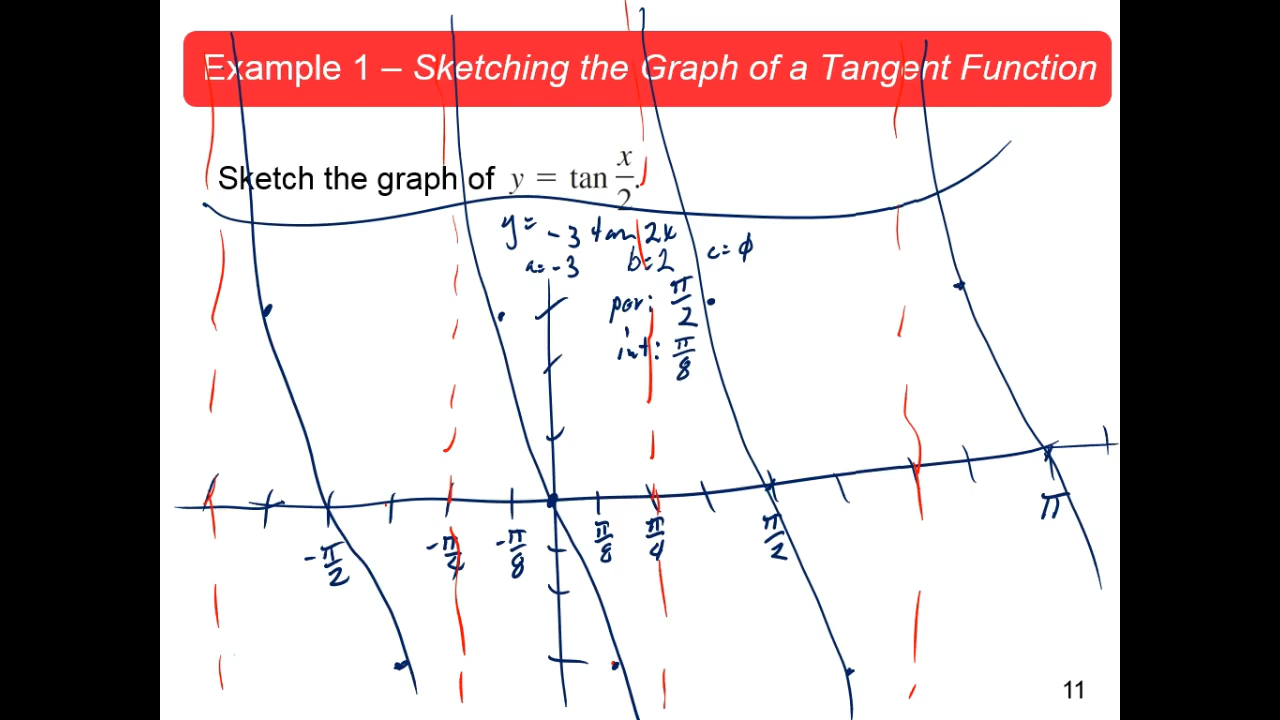 Example 1 – Sketching the Graph of a Tangent Function
Sketch the graph of y = tan x/2.
y = -3 tan 2x
a = -3 b = 2 c = ϕ
per: π/2
int: π/8
-π/2 -π/4 -π/8 π/8 π/4 π/2 π
11